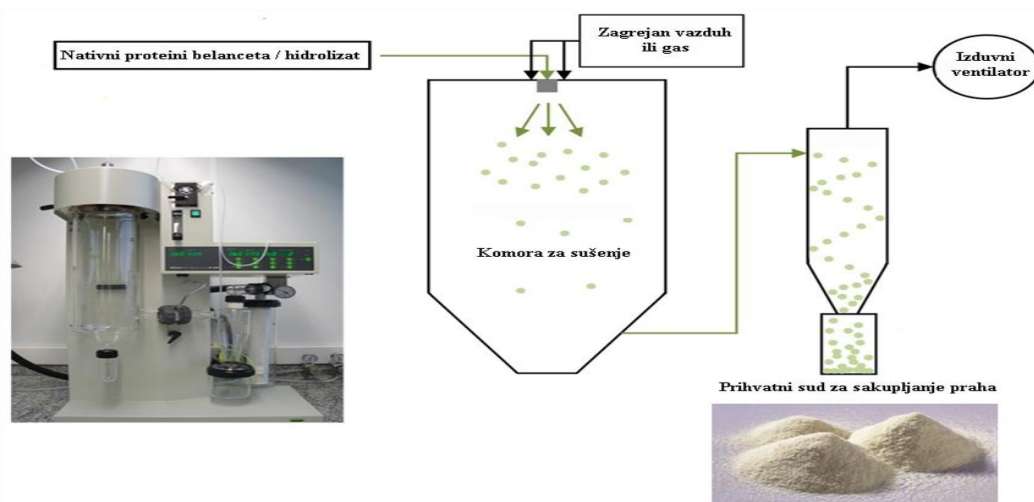 Nativni proteini belanceta / hidrolizat
Zagrejan vazduh
ili gas
Izduvni
ventilator
Komora za sušenje
Prihvatni sud za sakupljanje praha